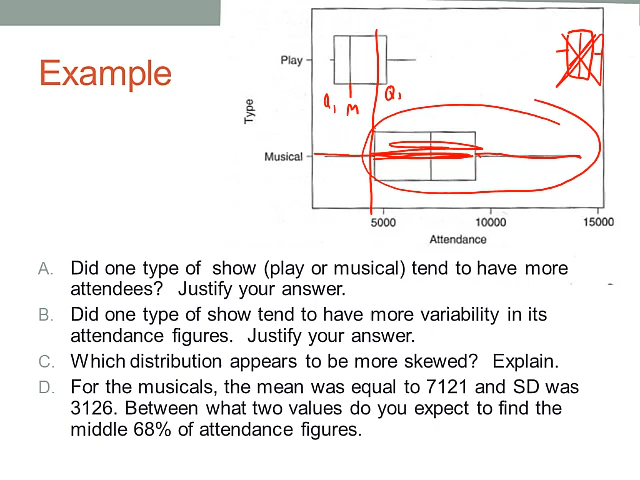 Example
Type
Play
Q, M Q,
Musical
5000 10000 15000
Attendance
A. Did one type of show (play or musical) tend to have more
attendees? Justify your answer.
B. Did one type of show tend to have more variability in its
attendance figures. Justify your answer.
C. Which distribution appears to be more skewed? Explain.
D. For the musicals, the mean was equal to 7121 and SD was
3126. Between what two values do you expect to find the
middle 68% of attendance figures.